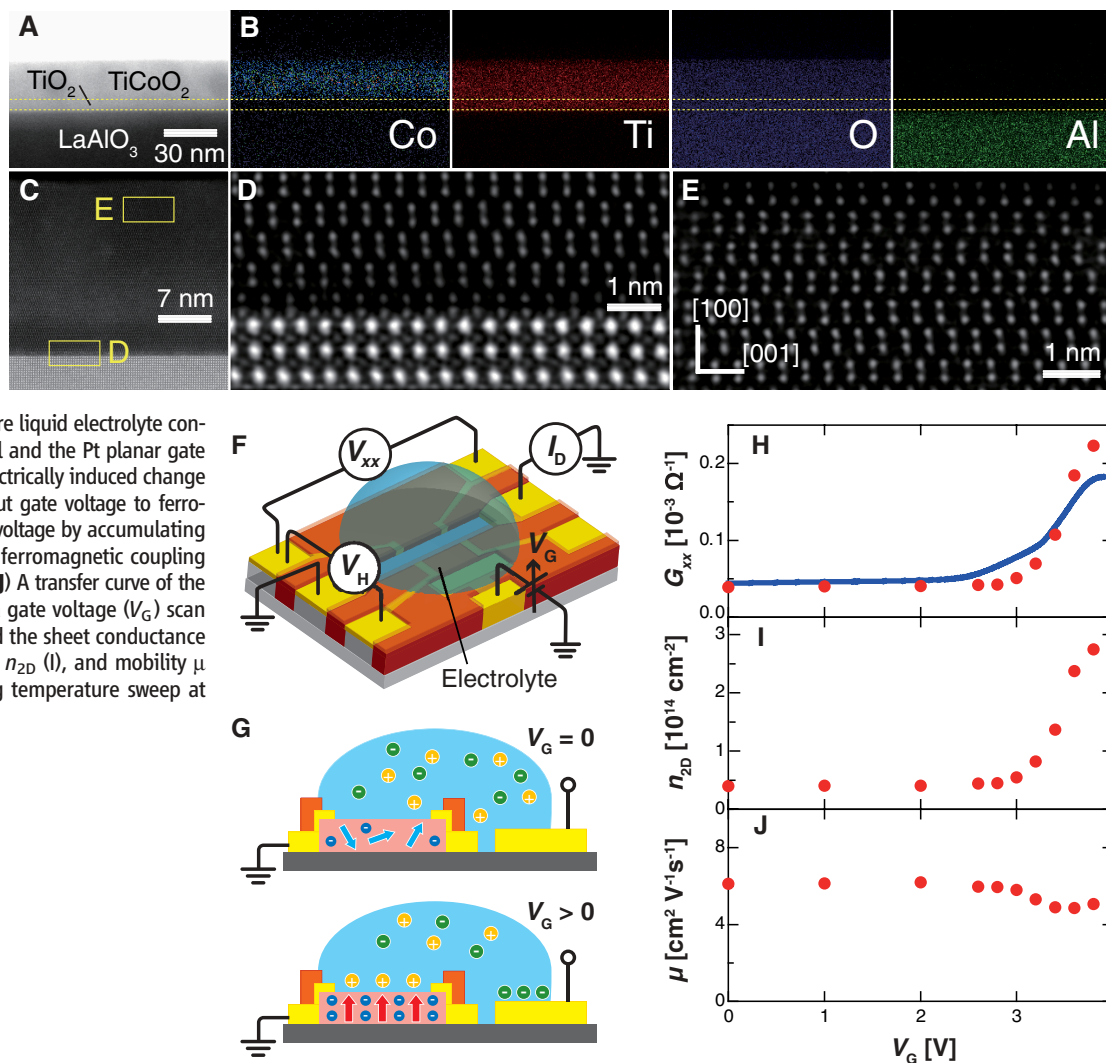 A
TiO2 TiCoO2
LaAlO3
30 nm
B
Co
Ti
O
Al
C
E
7 nm
D
D
1 nm
E
[100]
[001]
1 nm
re liquid electrolyte con-
l and the Pt planar gate
ectrically induced change
ut gate voltage to ferro-
voltage by accumulating
ferromagnetic coupling
J) A transfer curve of the
gate voltage (VG) scan
d the sheet conductance
n2D (I), and mobility μ
g temperature sweep at
F
Vxx
ID
VH
VG
Electrolyte
G
VG = 0
VG > 0
H
Gxx [10-3 Ω-1]
0.2
0.1
0.0
I
n2D [1014 cm-2]
3
2
1
0
J
μ [cm2 V-1s-1]
8
4
0
0 1 2 3
VG [V]